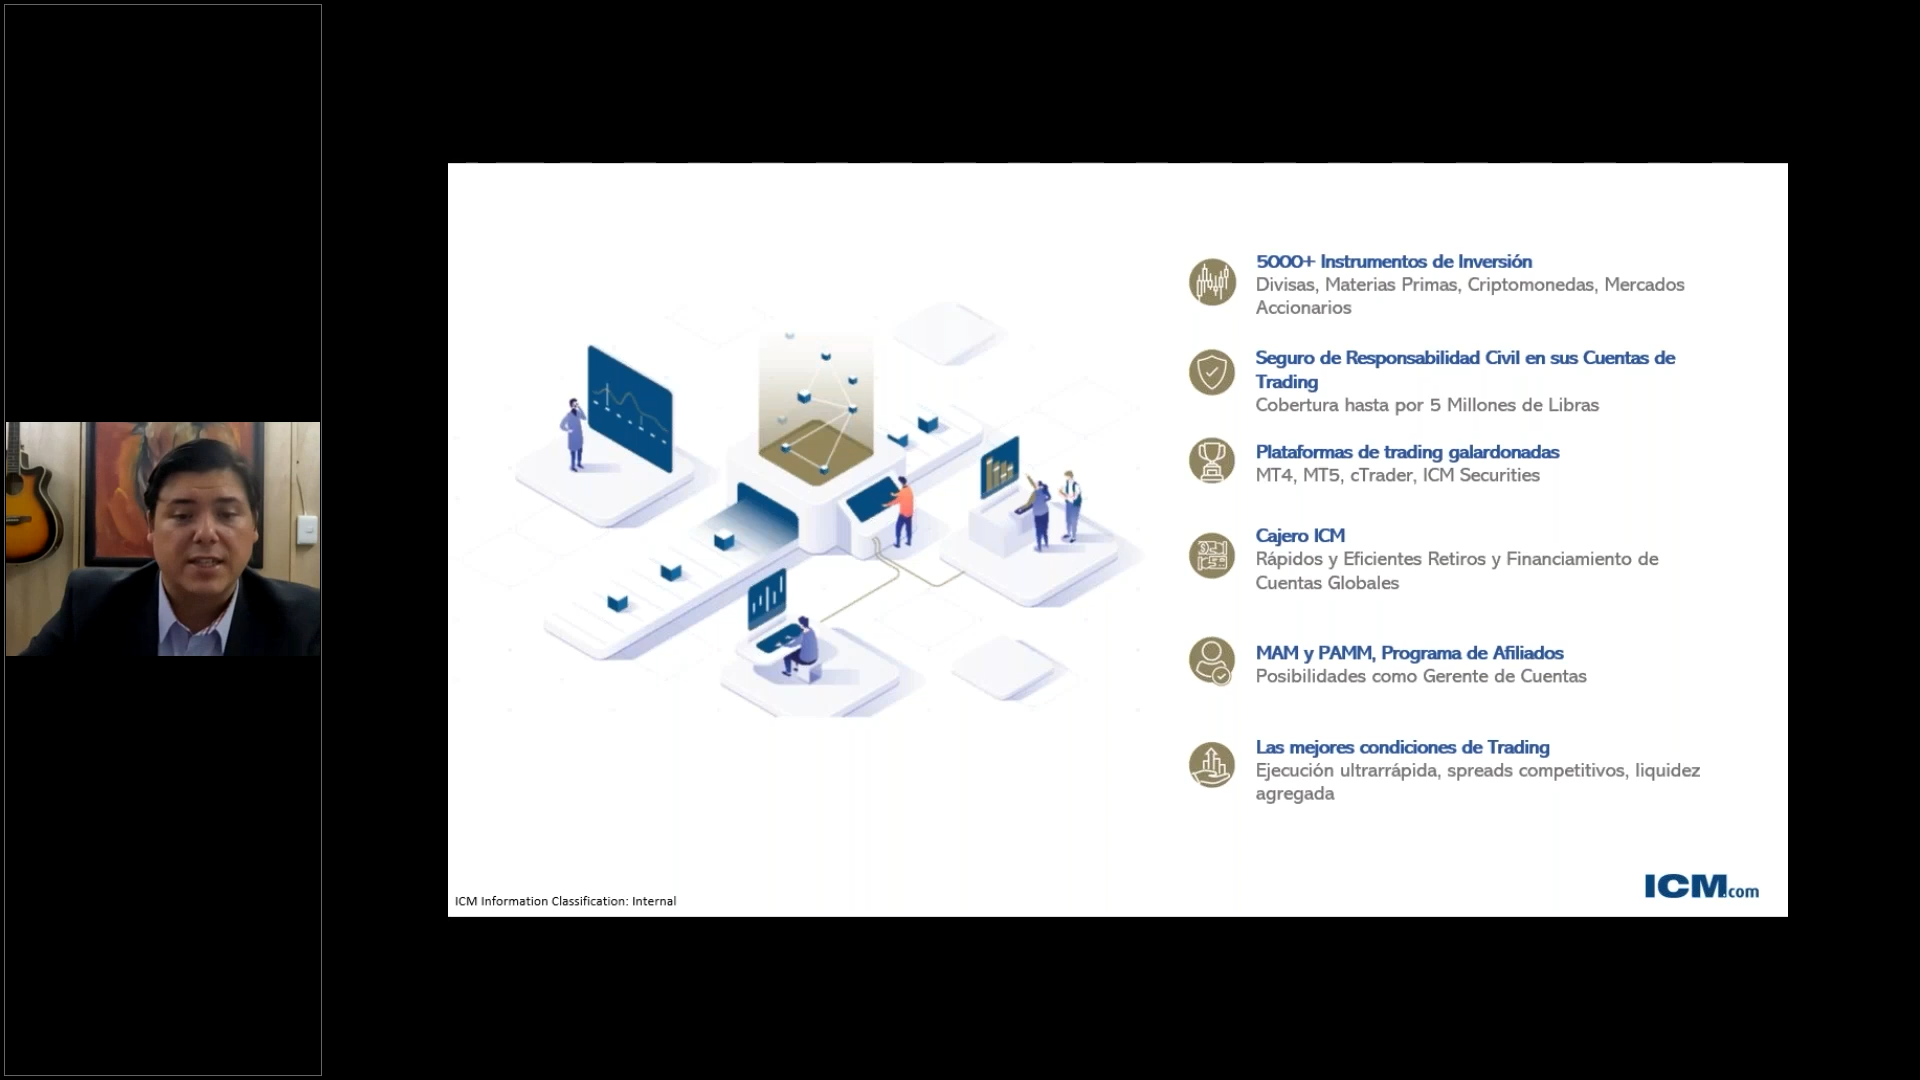 5000+ Instrumentos de Inversión
Divisas, Materias Primas, Criptomonedas, Mercados
Accionarios
Seguro de Responsabilidad Civil en sus Cuentas de
Trading
Cobertura hasta por 5 Millones de Libras
Plataformas de trading galardonadas
MT4, MT5, cTrader, ICM Securities
Cajero ICM
Rápidos y Eficientes Retiros y Financiamiento de
Cuentas Globales
MAM y PAMM, Programa de Afiliados
Posibilidades como Gerente de Cuentas
Las mejores condiciones de Trading
Ejecución ultrarrápida, spreads competitivos, liquidez
agregada
ICM.com
ICM Information Classification: Internal